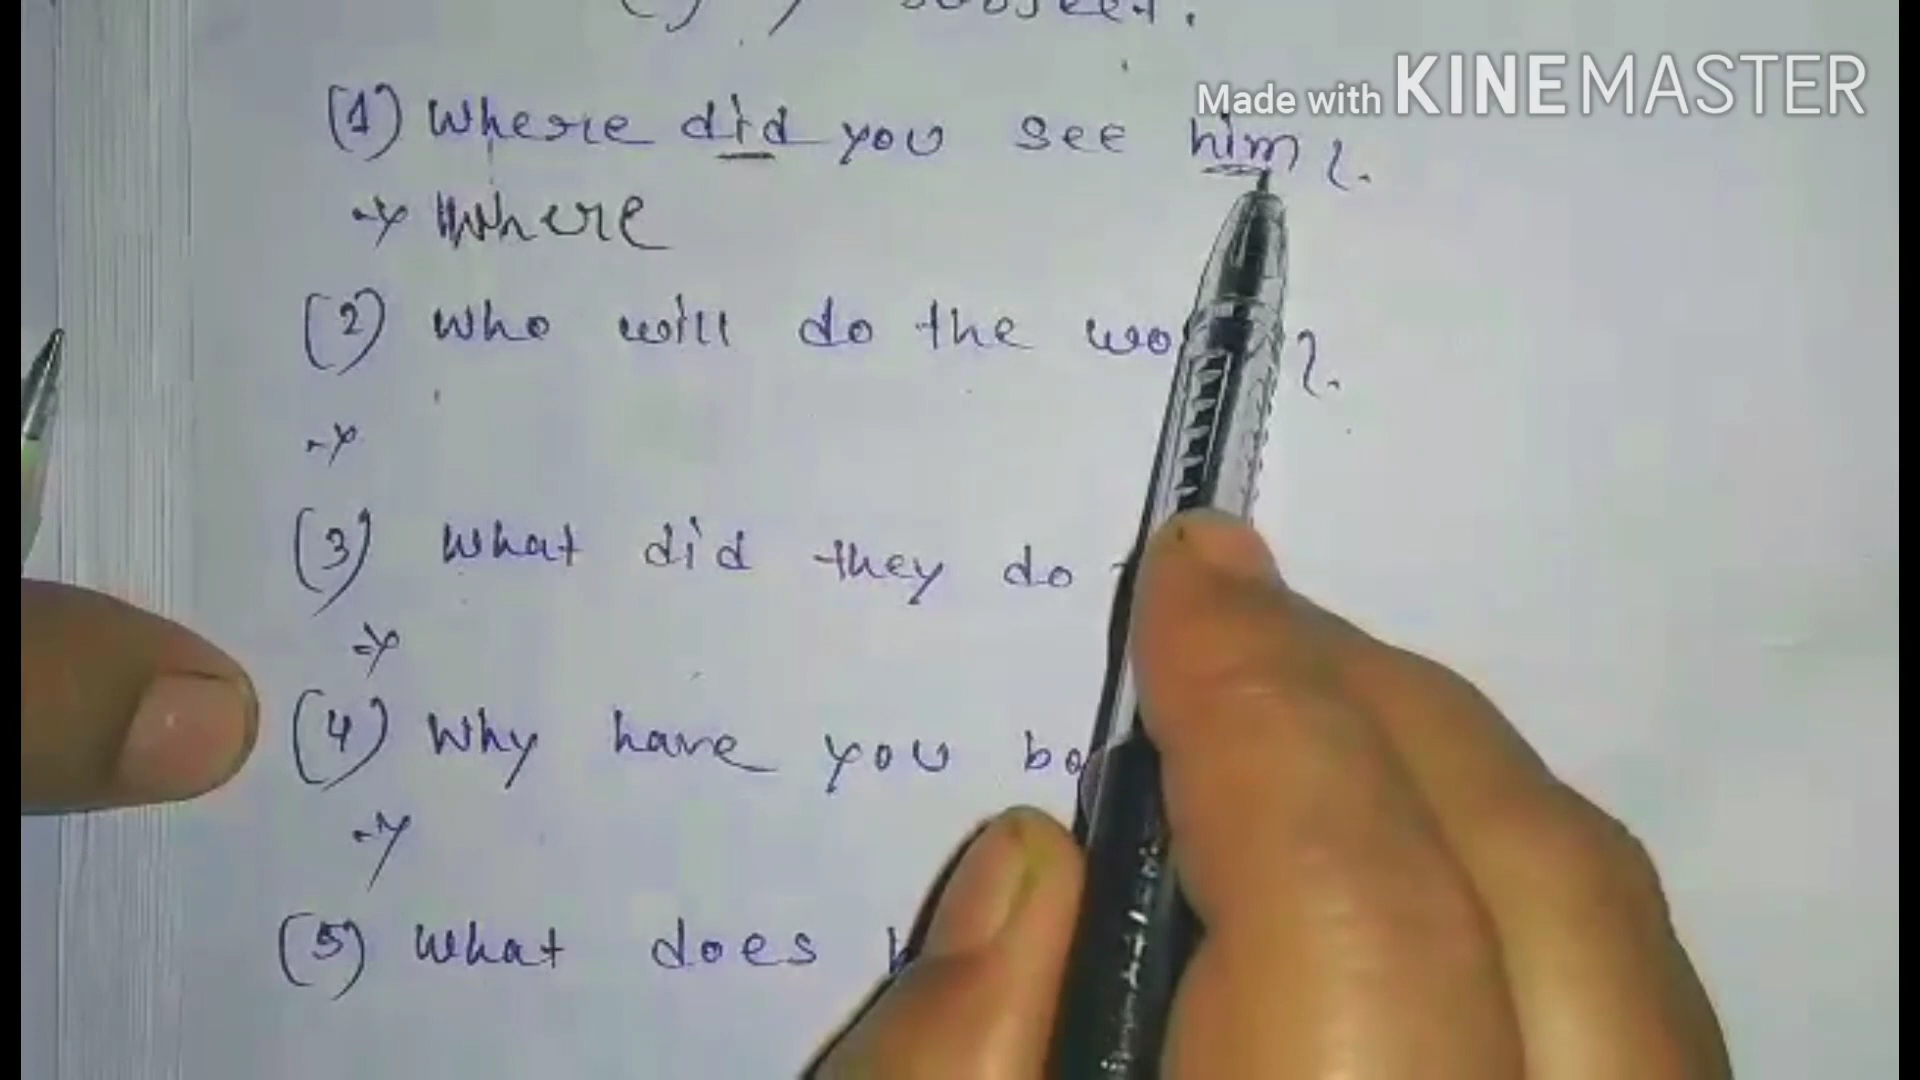 subject.
Made with KINEMASTER
(1) Where did you see him?
Where
(2) Who will do the
(3) What did they do
(4) Why have you
(5) What does